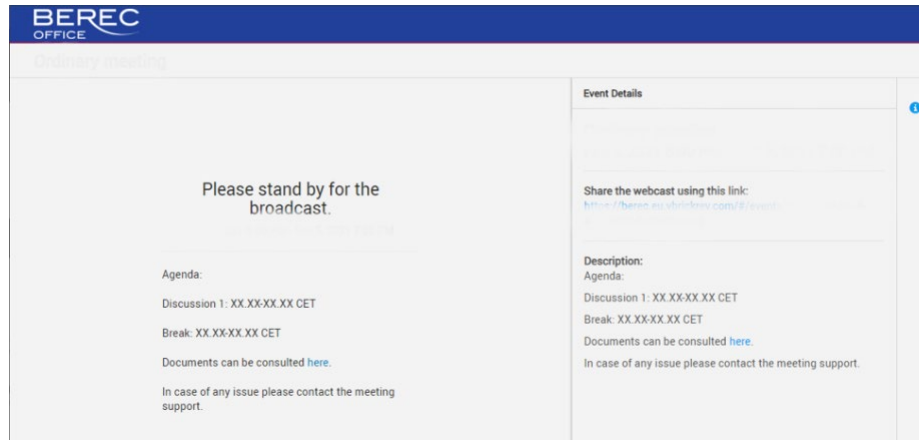 BEREC
OFFICE
Ordinary meeting
Please stand by for the
broadcast.
Agenda:
Discussion 1: XX.XX-XX.XX CET
Break: XX.XX-XX.XX CET
Documents can be consulted here.
In case of any issue please contact the meeting
support.
Event Details
Share the webcast using this link:
Description:
Agenda:
Discussion 1: XX.XX-XX.XX CET
Break: XX.XX-XX.XX CET
Documents can be consulted here.
In case of any issue please contact the meeting support.